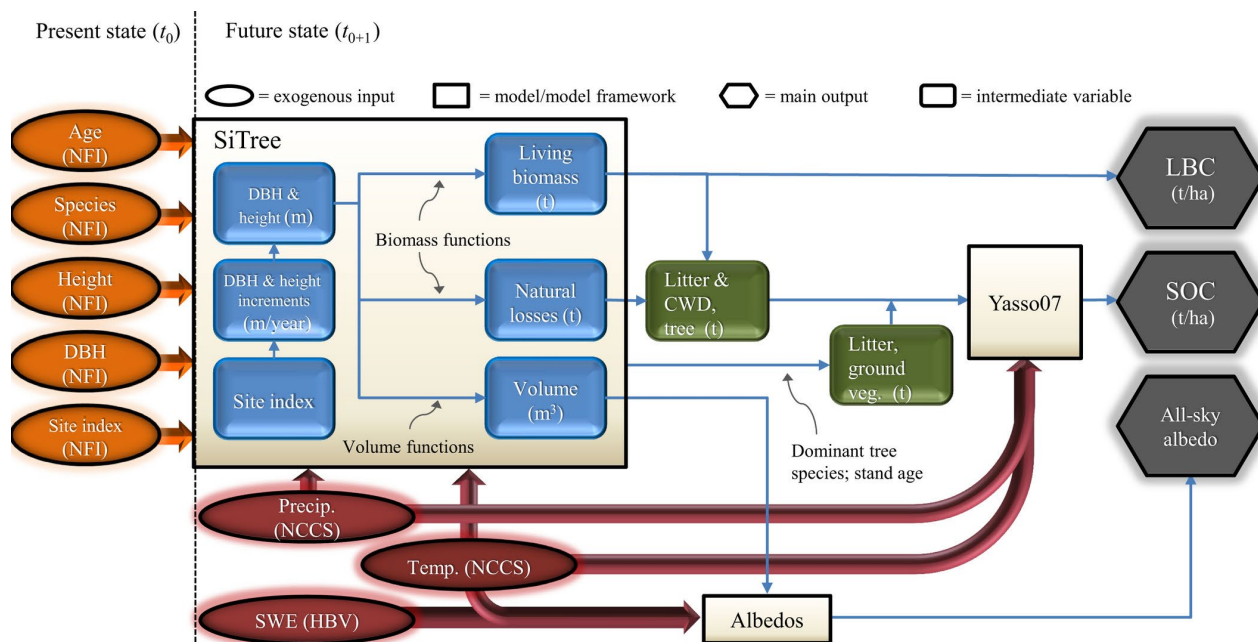 Present state (t0)
Future state (t0+1)
= exogenous input
= model/model framework
= main output
= intermediate variable
Age
(NFI)
Species
(NFI)
Height
(NFI)
DBH
(NFI)
Site index
(NFI)
SiTree
DBH &
height (m)
DBH & height
increments
(m/year)
Site index
Biomass functions
Volume functions
Living
biomass
(t)
Natural
losses (t)
Volume
(m³)
Litter &
CWD,
tree (t)
Litter,
ground
veg. (t)
Dominant tree
species; stand age
Yasso07
LBC
(t/ha)
SOC
(t/ha)
All-sky
albedo
Precip.
(NCCS)
Temp. (NCCS)
SWE (HBV)
Albedos